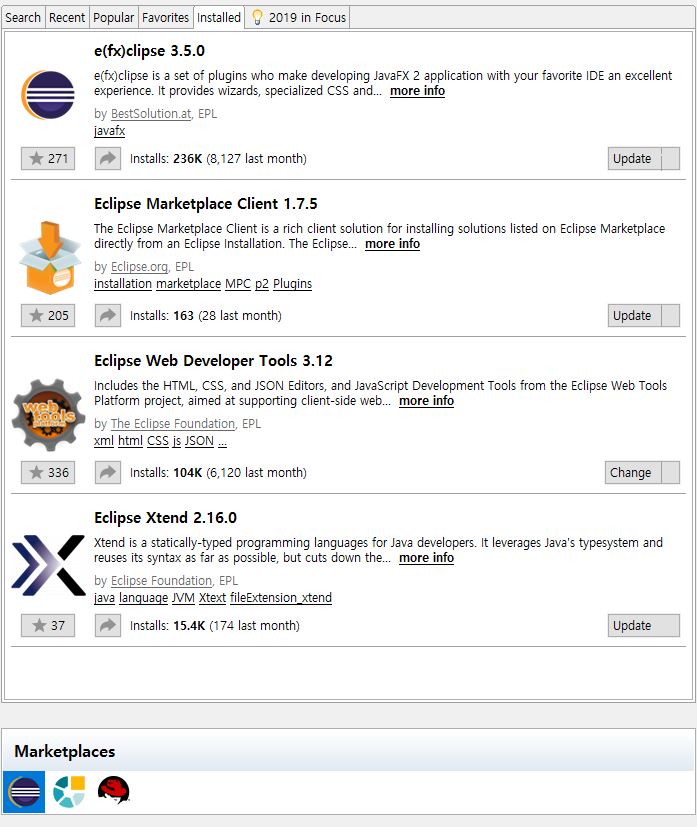 Search Recent Popular Favorites Installed 2019 in Focus
e(fx)clipse 3.5.0
e(fx)clipse is a set of plugins who make developing JavaFX 2 application with your favorite IDE an excellent
experience. It provides wizards, specialized CSS and... more info
by BestSolution.at, EPL
javafx
271 Installs: 236K (8,127 last month) Update
Eclipse Marketplace Client 1.7.5
The Eclipse Marketplace Client is a rich client solution for installing solutions listed on Eclipse Marketplace
directly from an Eclipse Installation. The Eclipse... more info
by Eclipse.org, EPL
installation marketplace MPC p2 Plugins
205 Installs: 163 (28 last month) Update
Eclipse Web Developer Tools 3.12
web
tools
platform
Includes the HTML, CSS, and JSON Editors, and JavaScript Development Tools from the Eclipse Web Tools
Platform project, aimed at supporting client-side web... more info
by The Eclipse Foundation, EPL
xml html CSS js JSON ...
336 Installs: 104K (6,120 last month) Change
Eclipse Xtend 2.16.0
Xtend is a statically-typed programming languages for Java developers. It leverages Java's typesystem and
reuses its syntax as far as possible, but cuts down the... more info
by Eclipse Foundation, EPL
java language JVM Xtext fileExtension_xtend
37 Installs: 15.4K (174 last month) Update
Marketplaces